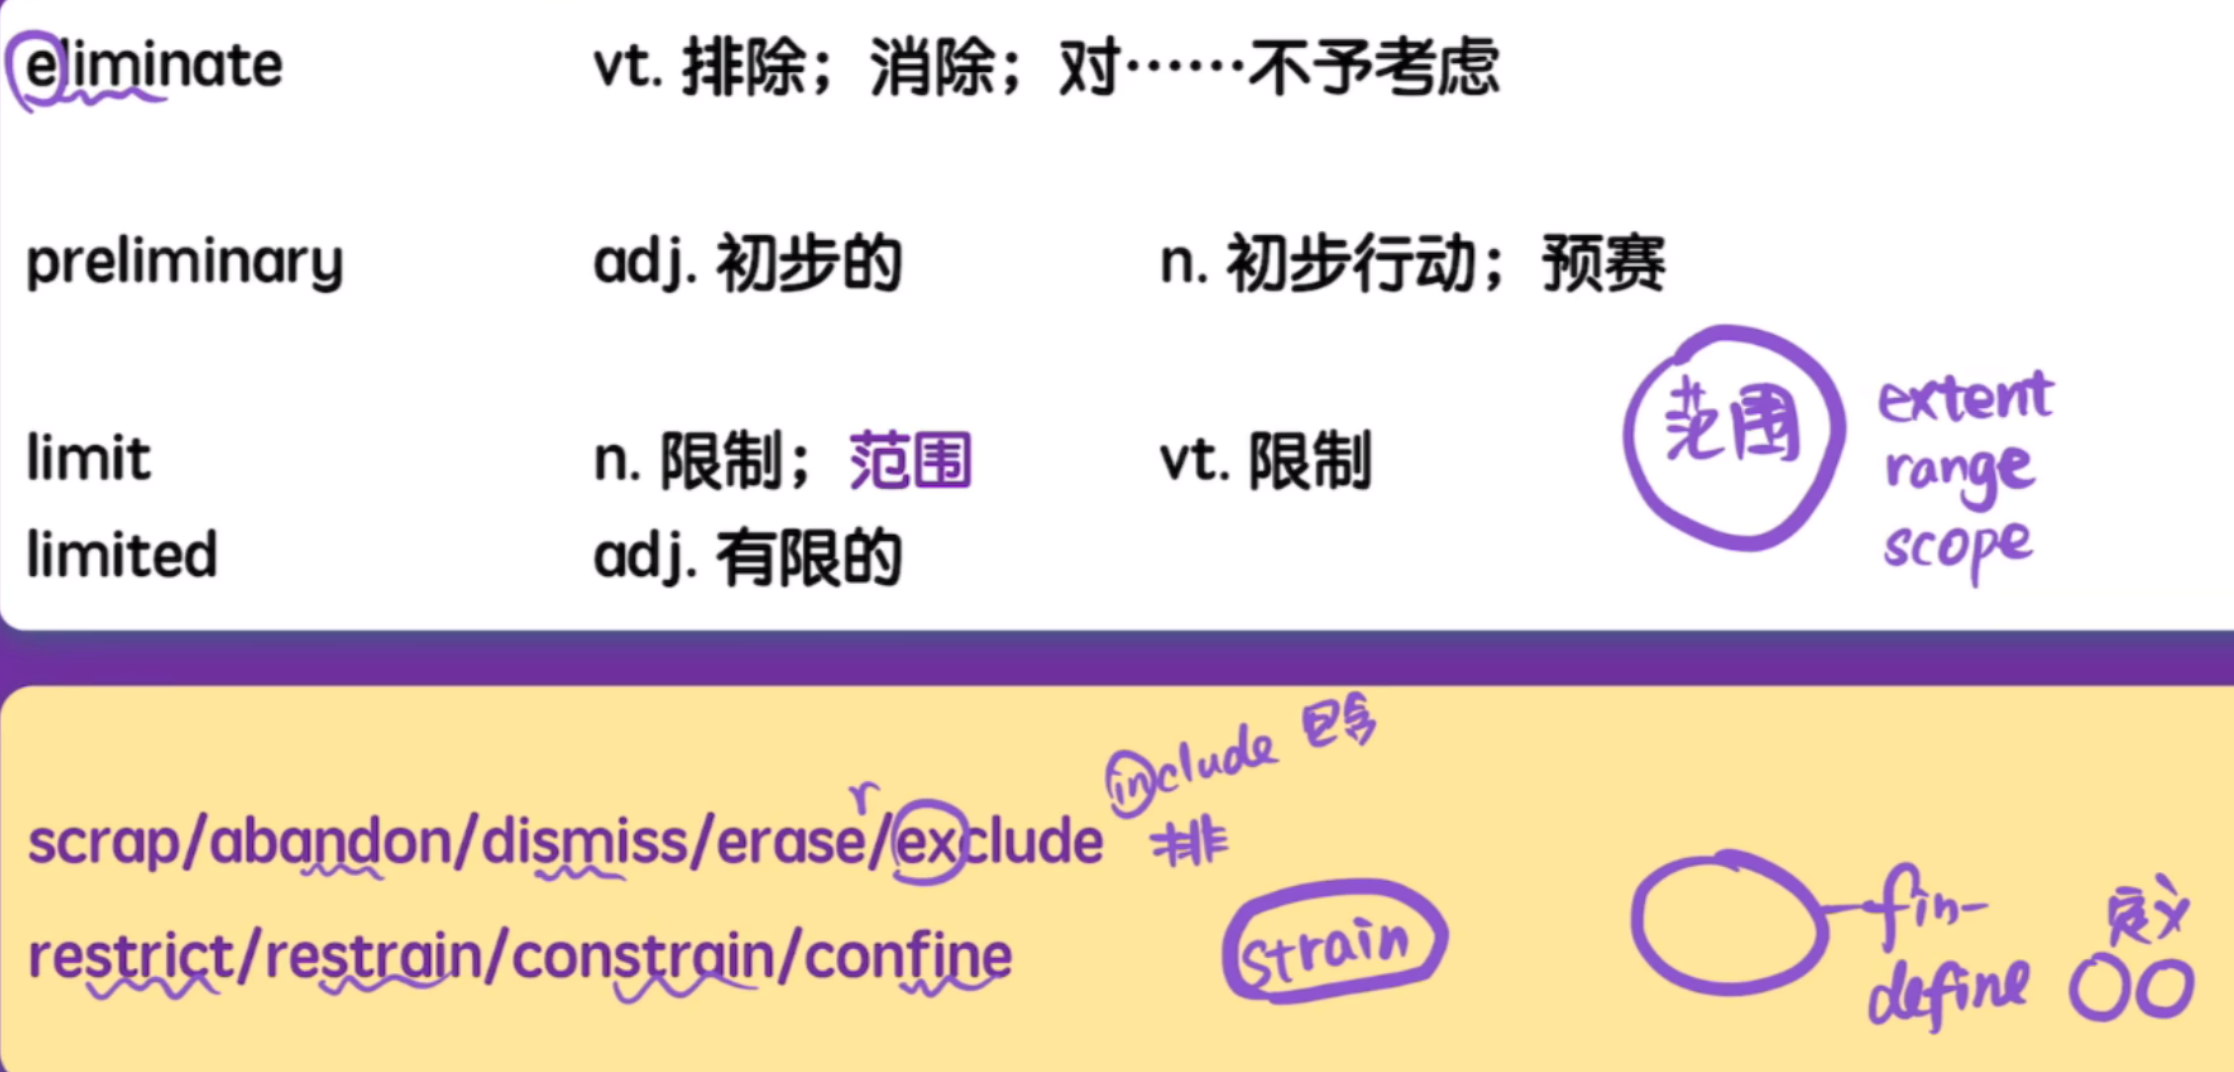 eliminate vt. 排除；消除；对……不予考虑
preliminary adj. 初步的 n. 初步行动；预赛
limit n. 限制；范围 vt. 限制
limited adj. 有限的
范围
extent
range
scope
include 包含
排
r
scrap/abandon/dismiss/erase/exclude
restrict/restrain/constrain/confine
strain
fin-
define
定义